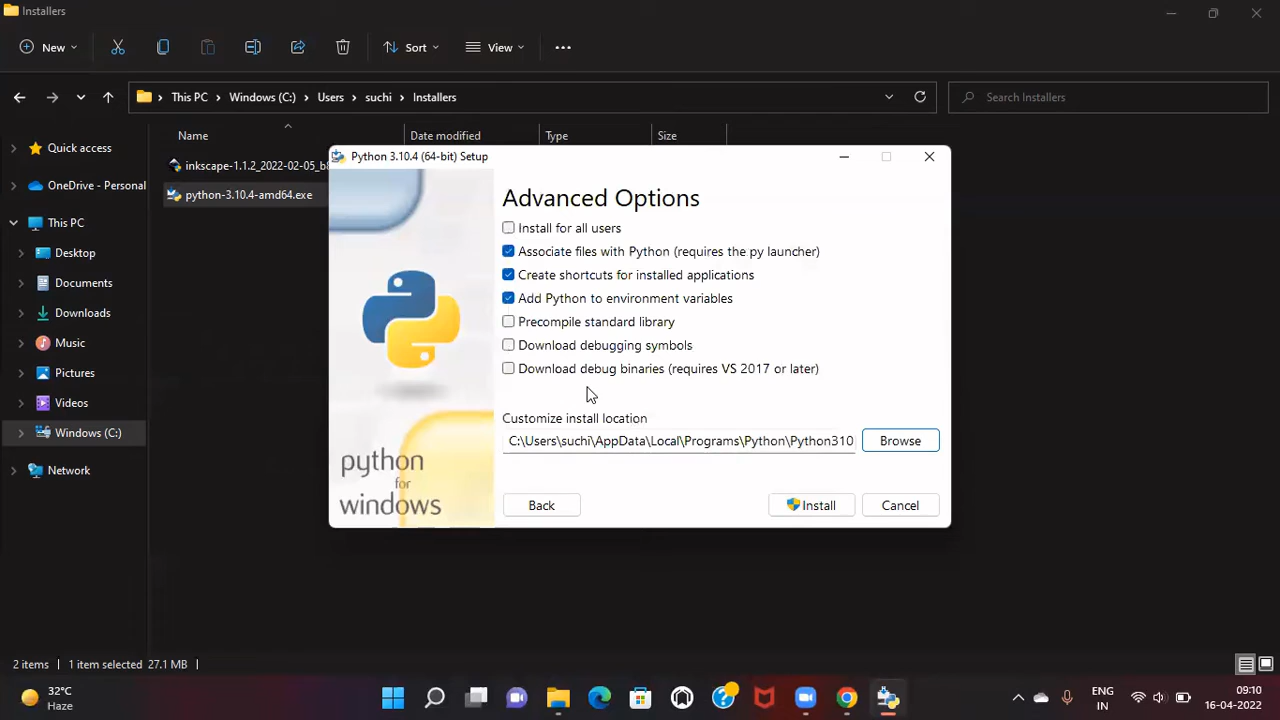 Installers
New
Sort
View
This PC
Windows (C:)
Users
suchi
Installers
Search Installers
Name
Date modified
Type
Size
Quick access
OneDrive - Personal
This PC
Desktop
Documents
Downloads
Music
Pictures
Videos
Windows (C:)
Network
inkscape-1.1.2_2022-02-05_b8
python-3.10.4-amd64.exe
Python 3.10.4 (64-bit) Setup
Advanced Options
Install for all users
Associate files with Python (requires the py launcher)
Create shortcuts for installed applications
Add Python to environment variables
Precompile standard library
Download debugging symbols
Download debug binaries (requires VS 2017 or later)
Customize install location
C:\Users\suchi\AppData\Local\Programs\Python\Python310
Browse
python
for
windows
Back
Install
Cancel
2 items
1 item selected 27.1 MB
32°C
Haze
ENG
IN
09:10
16-04-2022